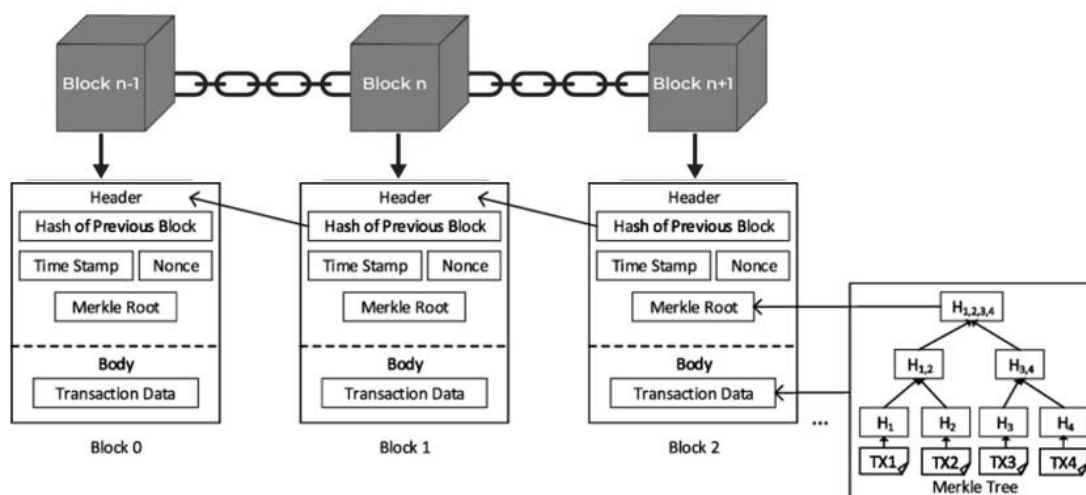 Block n-1
Block n
Block n+1
Header
Hash of Previous Block
Time Stamp
Nonce
Merkle Root
Body
Transaction Data
Block 0
Header
Hash of Previous Block
Time Stamp
Nonce
Merkle Root
Body
Transaction Data
Block 1
Header
Hash of Previous Block
Time Stamp
Nonce
Merkle Root
Body
Transaction Data
Block 2
...
H1,2,3,4
H1,2
H3,4
H1
H2
H3
H4
TX1
TX2
TX3
TX4
Merkle Tree